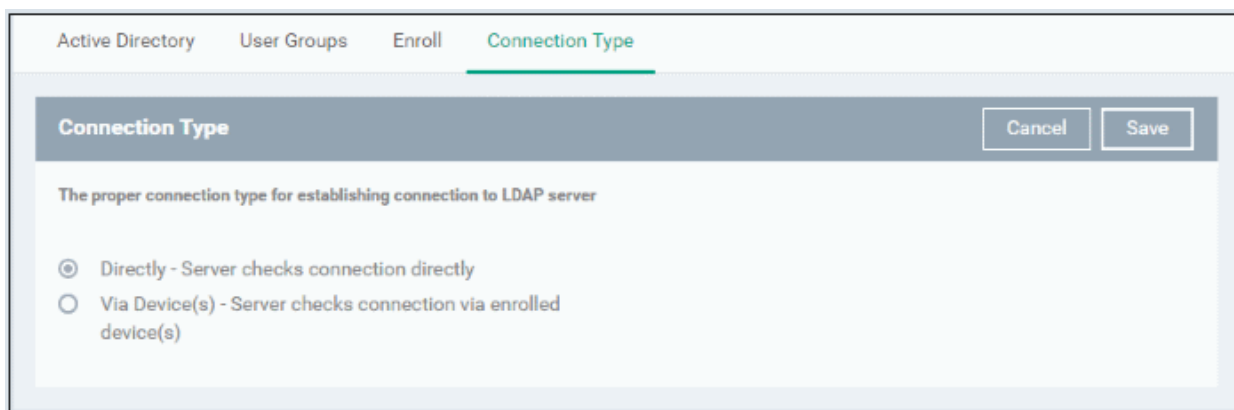 Active Directory User Groups Enroll Connection Type
Connection Type Cancel Save
The proper connection type for establishing connection to LDAP server
Directly - Server checks connection directly
Via Device(s) - Server checks connection via enrolled
device(s)